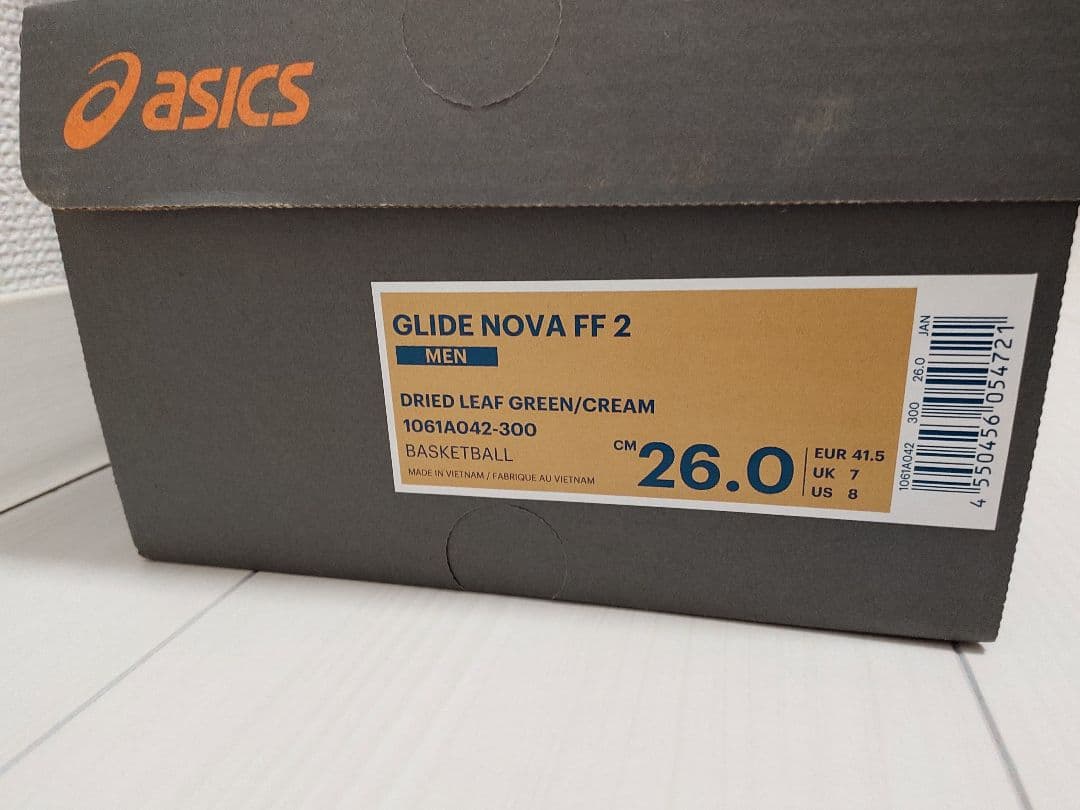 asics
GLIDE NOVA FF 2
MEN
DRIED LEAF GREEN/CREAM
1061A042-300
BASKETBALL
MADE IN VIETNAM / FABRIQUE AU VIETNAM
CM 26.0
EUR 41.5
UK 7
US 8
1061A042 300 26.0 JAN
4 550456 054721